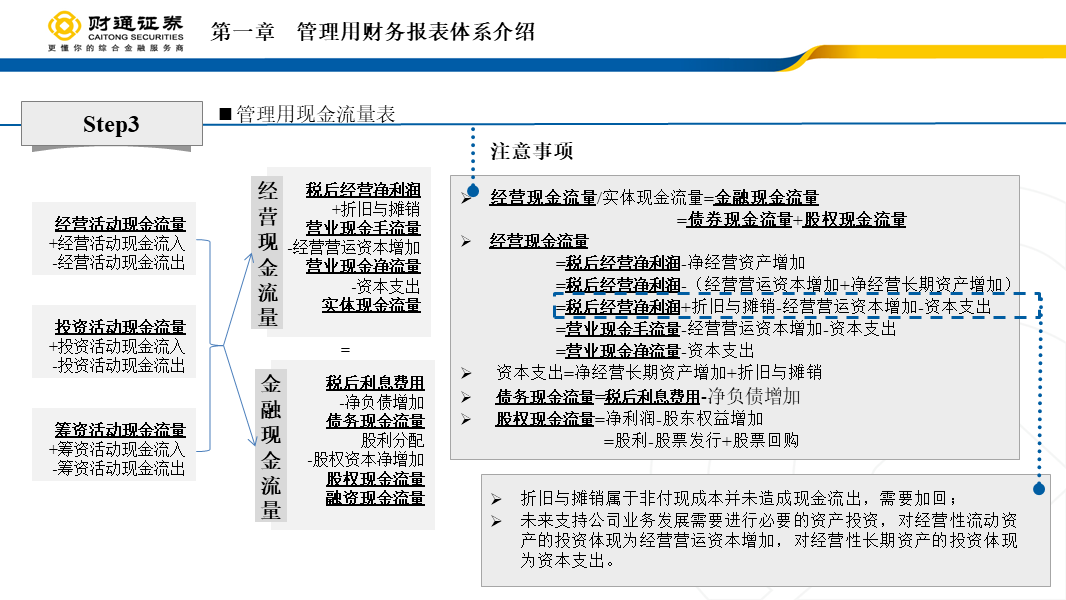 财通证券
CAITONG SECURITIES
更懂你的综合金融服务商
第一章 管理用财务报表体系介绍
Step3
■管理用现金流量表
注意事项
经营活动现金流量
+经营活动现金流入
-经营活动现金流出
投资活动现金流量
+投资活动现金流入
-投资活动现金流出
筹资活动现金流量
+筹资活动现金流入
-筹资活动现金流出
经营现金流量
税后经营净利润
+折旧与摊销
营业现金毛流量
-经营营运资本增加
营业现金净流量
-资本支出
实体现金流量
=
金融现金流量
税后利息费用
-净负债增加
债务现金流量
股利分配
-股权资本净增加
股权现金流量
融资现金流量
➢ 经营现金流量/实体现金流量=金融现金流量
=债券现金流量+股权现金流量
➢ 经营现金流量
=税后经营净利润-净经营资产增加
=税后经营净利润-（经营营运资本增加+净经营长期资产增加）
=税后经营净利润+折旧与摊销-经营营运资本增加-资本支出
=营业现金毛流量-经营营运资本增加-资本支出
=营业现金净流量-资本支出
➢ 资本支出=净经营长期资产增加+折旧与摊销
➢ 债务现金流量=税后利息费用-净负债增加
➢ 股权现金流量=净利润-股东权益增加
=股利-股票发行+股票回购
➢ 折旧与摊销属于非付现成本并未造成现金流出，需要加回；
➢ 未来支持公司业务发展需要进行必要的资产投资，对经营性流动资
产的投资体现为经营营运资本增加，对经营性长期资产的投资体现
为资本支出。